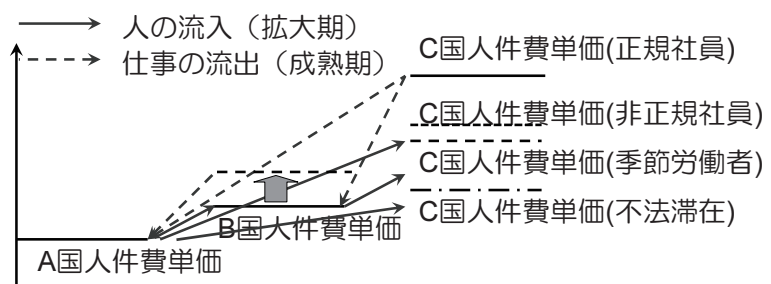 人の流入（拡大期）
仕事の流出（成熟期）
C国人件費単価(正規社員)
C国人件費単価(非正規社員)
C国人件費単価(季節労働者)
C国人件費単価(不法滞在)
B国人件費単価
A国人件費単価